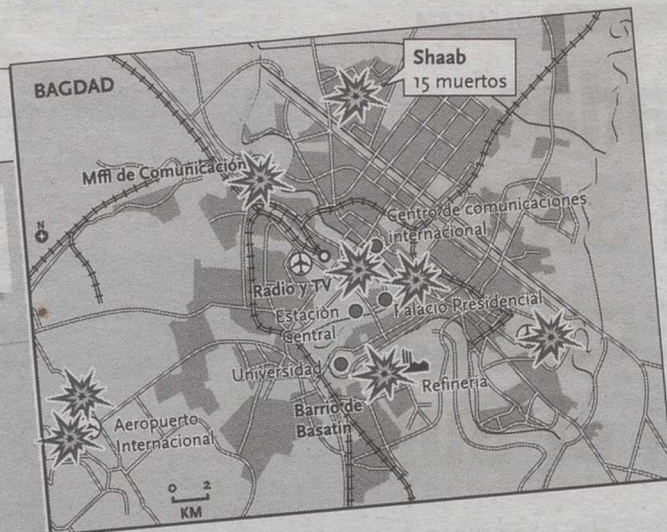 BAGDAD
Shaab
15 muertos
Mffl de Comunicación
Centro de comunicaciones
internacional
Radio y TV
Palacio Presidencial
Estación
Central
Universidad
Refinería
Barrio de
Basatin
Aeropuerto
Internacional
N
0 2
KM